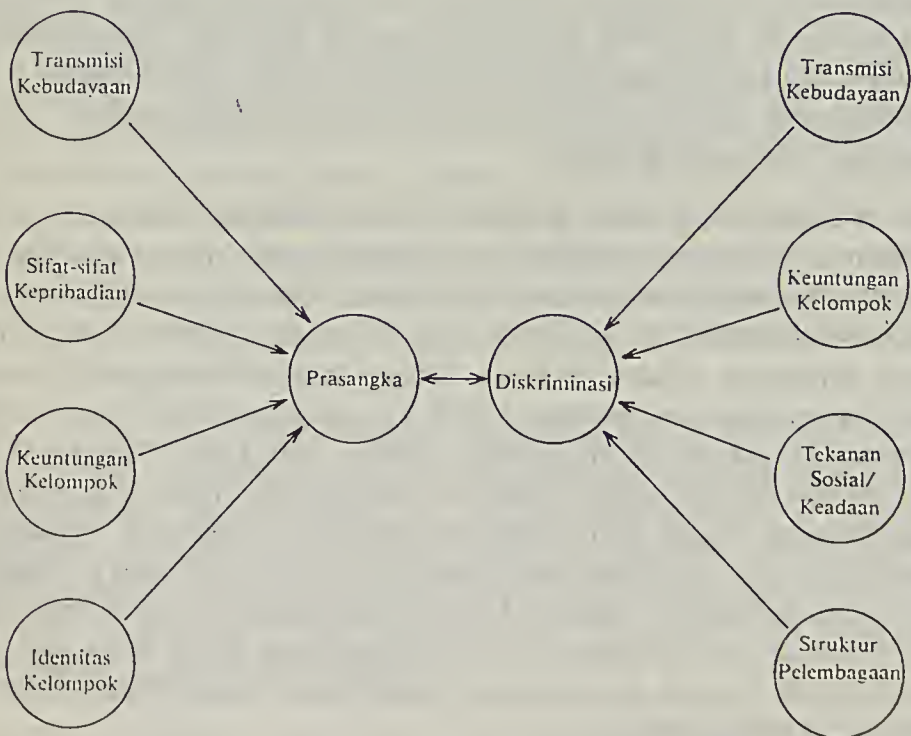 Transmisi
Kebudayaan
Sifat-sifat
Kepribadian
Keuntungan
Kelompok
Identitas
Kelompok
Prasangka
Diskriminasi
Transmisi
Kebudayaan
Keuntungan
Kelompok
Tekanan
Sosial/
Keadaan
Struktur
Pelembagaan